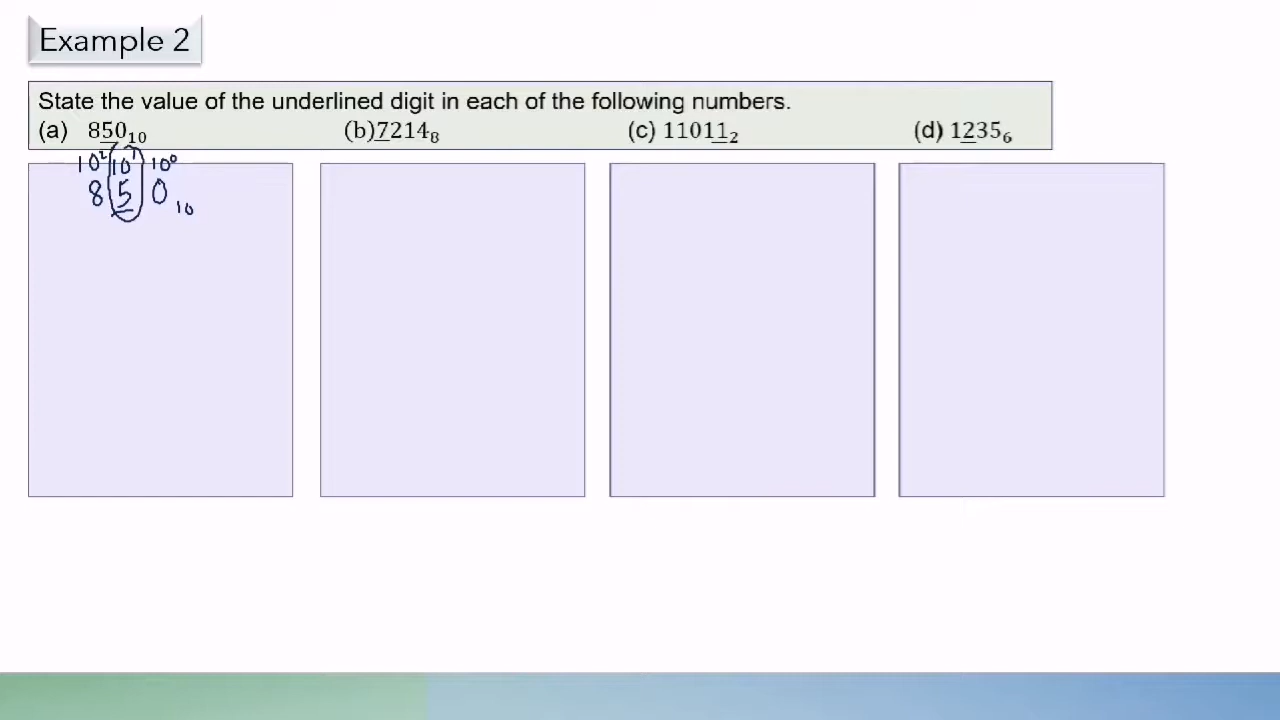 Example 2
State the value of the underlined digit in each of the following numbers.
(a) 850₁₀ (b)7214₈ (c) 11011₂ (d) 1235₆
10² 10¹ 10⁰
8 5 0 ₁₀